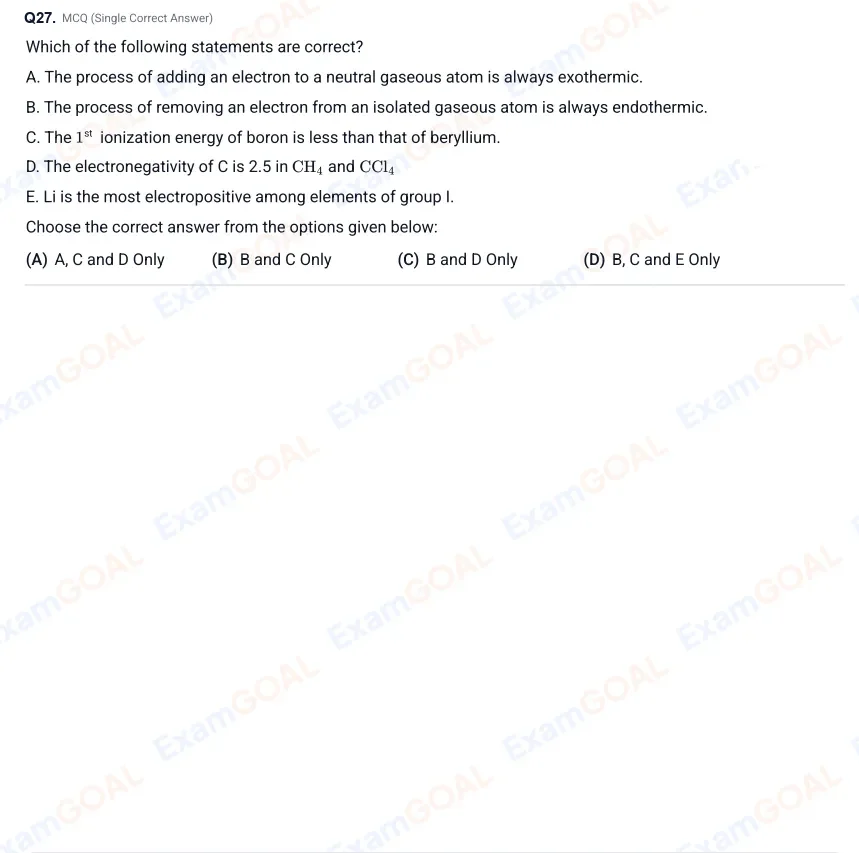 Q27. MCQ (Single Correct Answer)
Which of the following statements are correct?
A. The process of adding an electron to a neutral gaseous atom is always exothermic.
B. The process of removing an electron from an isolated gaseous atom is always endothermic.
C. The 1st ionization energy of boron is less than that of beryllium.
D. The electronegativity of C is 2.5 in CH4 and CCl4
E. Li is the most electropositive among elements of group I.
Choose the correct answer from the options given below:
(A) A, C and D Only (B) B and C Only (C) B and D Only (D) B, C and E Only
ExamGOAL